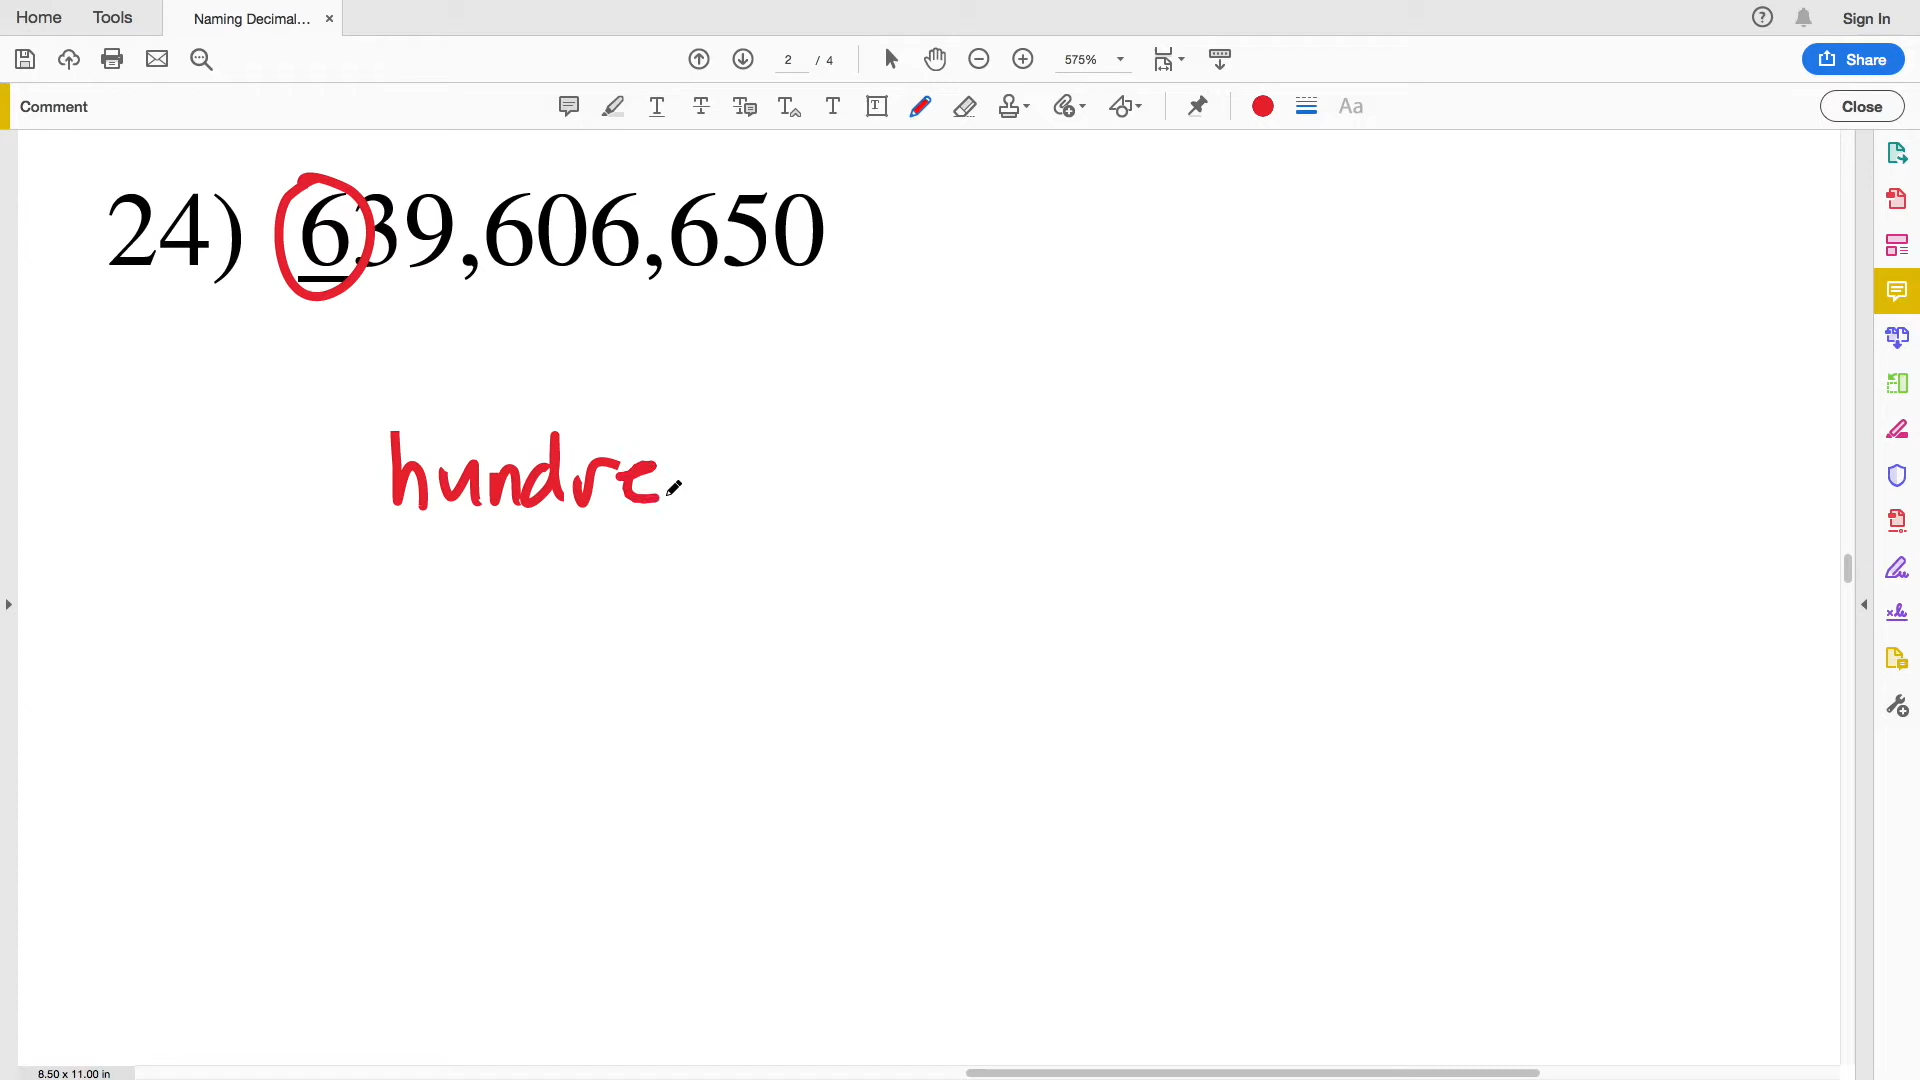 Home Tools Naming Decimal... × Sign In
2 / 4 575% Share
Comment Aa Close
24) 639,606,650
hundre
8.50 x 11.00 in